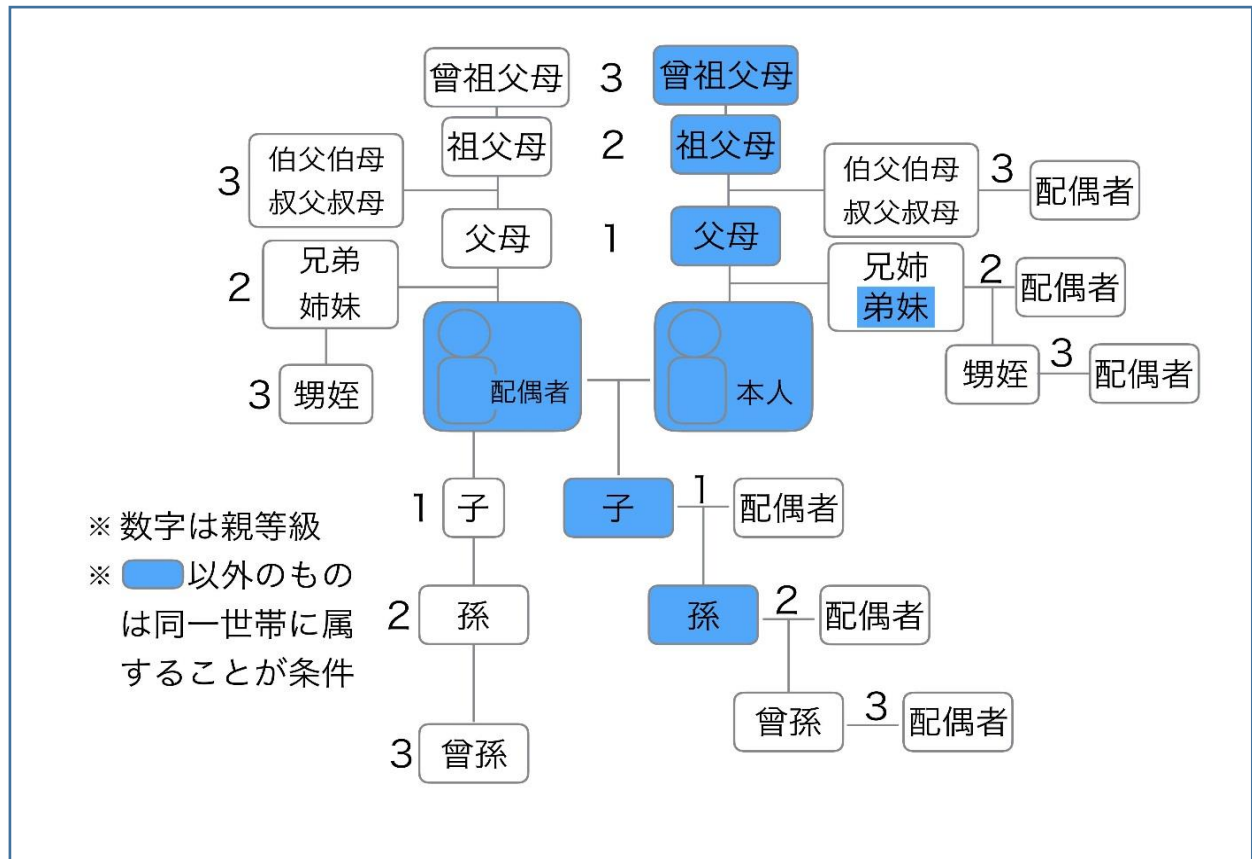 曾祖父母 3 曾祖父母
祖父母 2 祖父母
3 伯父伯母
叔父叔母
伯父伯母
叔父叔母
3 配偶者
父母 1 父母
2 兄弟
姉妹
兄姉
弟妹
2 配偶者
3 甥姪
配偶者
本人
甥姪 3 配偶者
1 子
子 1 配偶者
※ 数字は親等級
※ 以外のもの
は同一世帯に属
することが条件
2 孫
孫 2 配偶者
3 曾孫
曾孫 3 配偶者